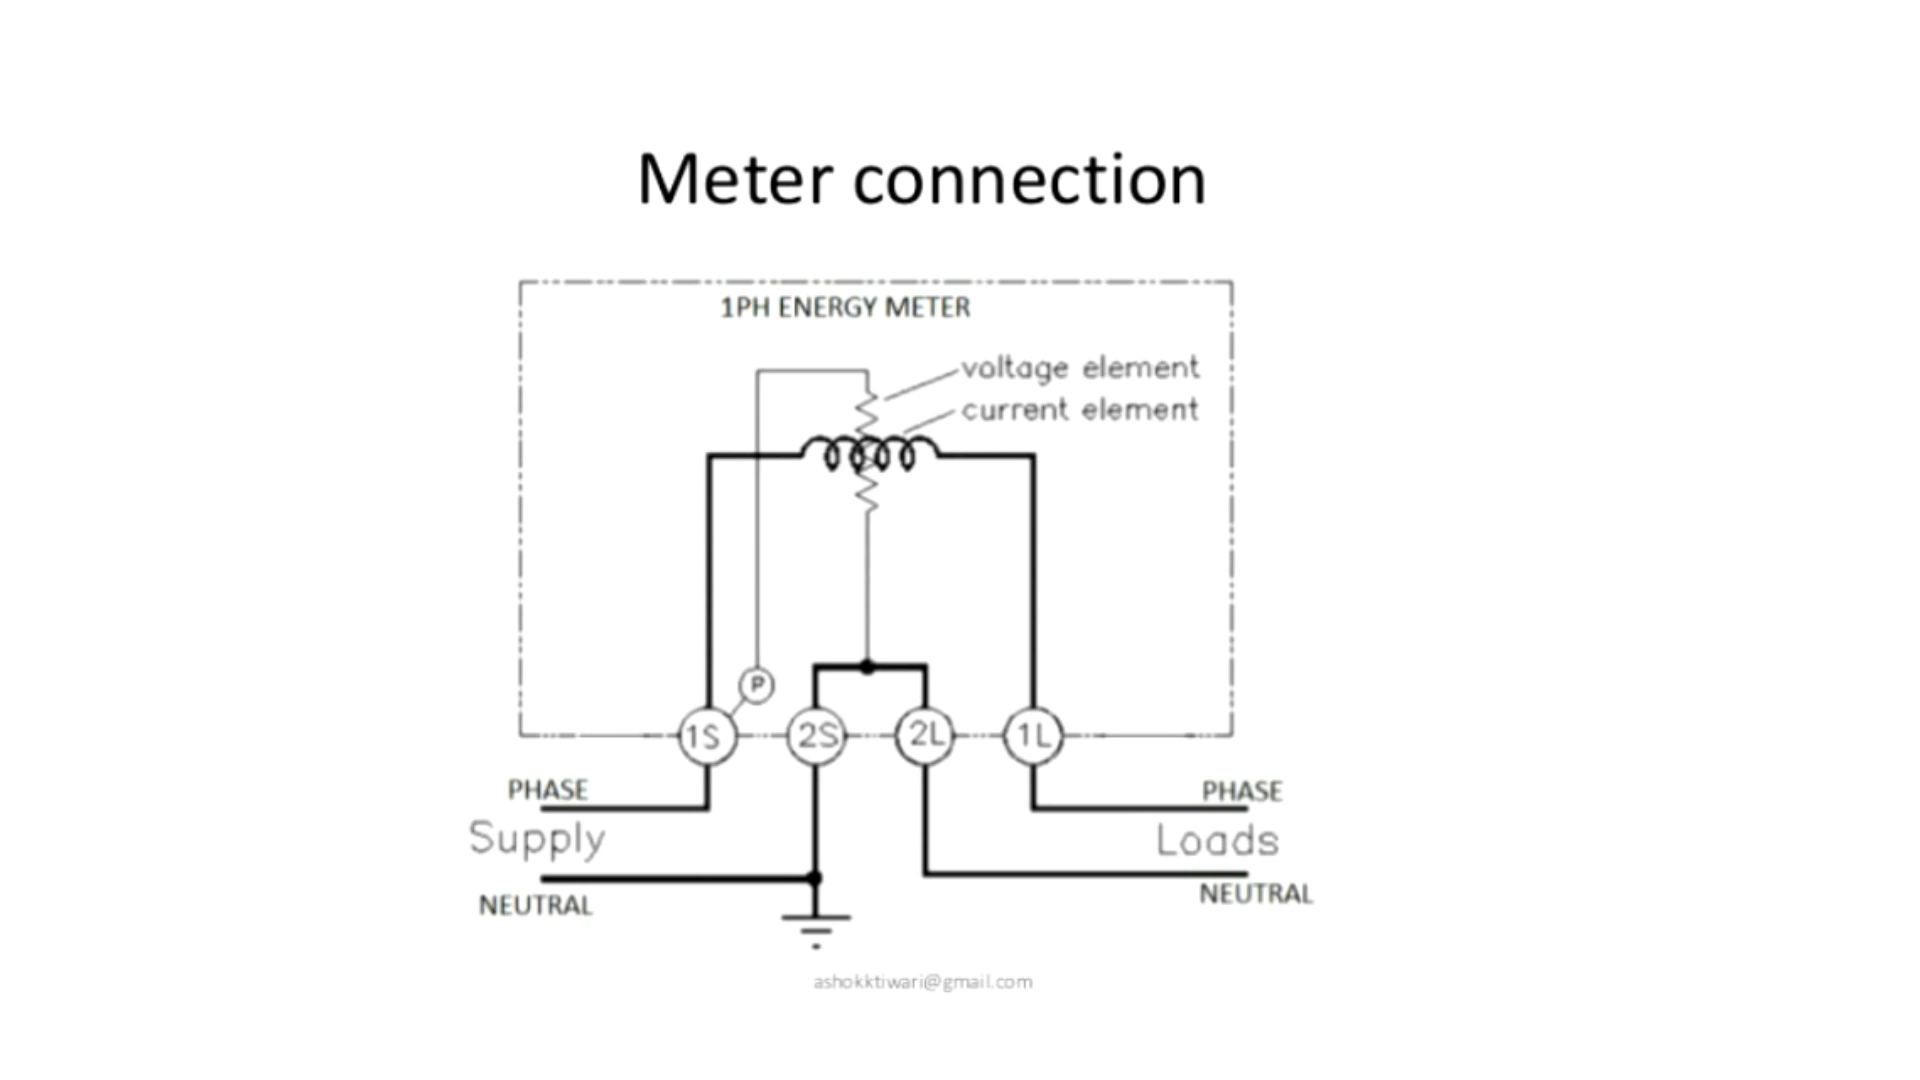 Meter connection
1PH ENERGY METER
voltage element
current element
P
1S
2S
2L
1L
PHASE
PHASE
Supply
Loads
NEUTRAL
NEUTRAL
ashokktiwari@gmail.com